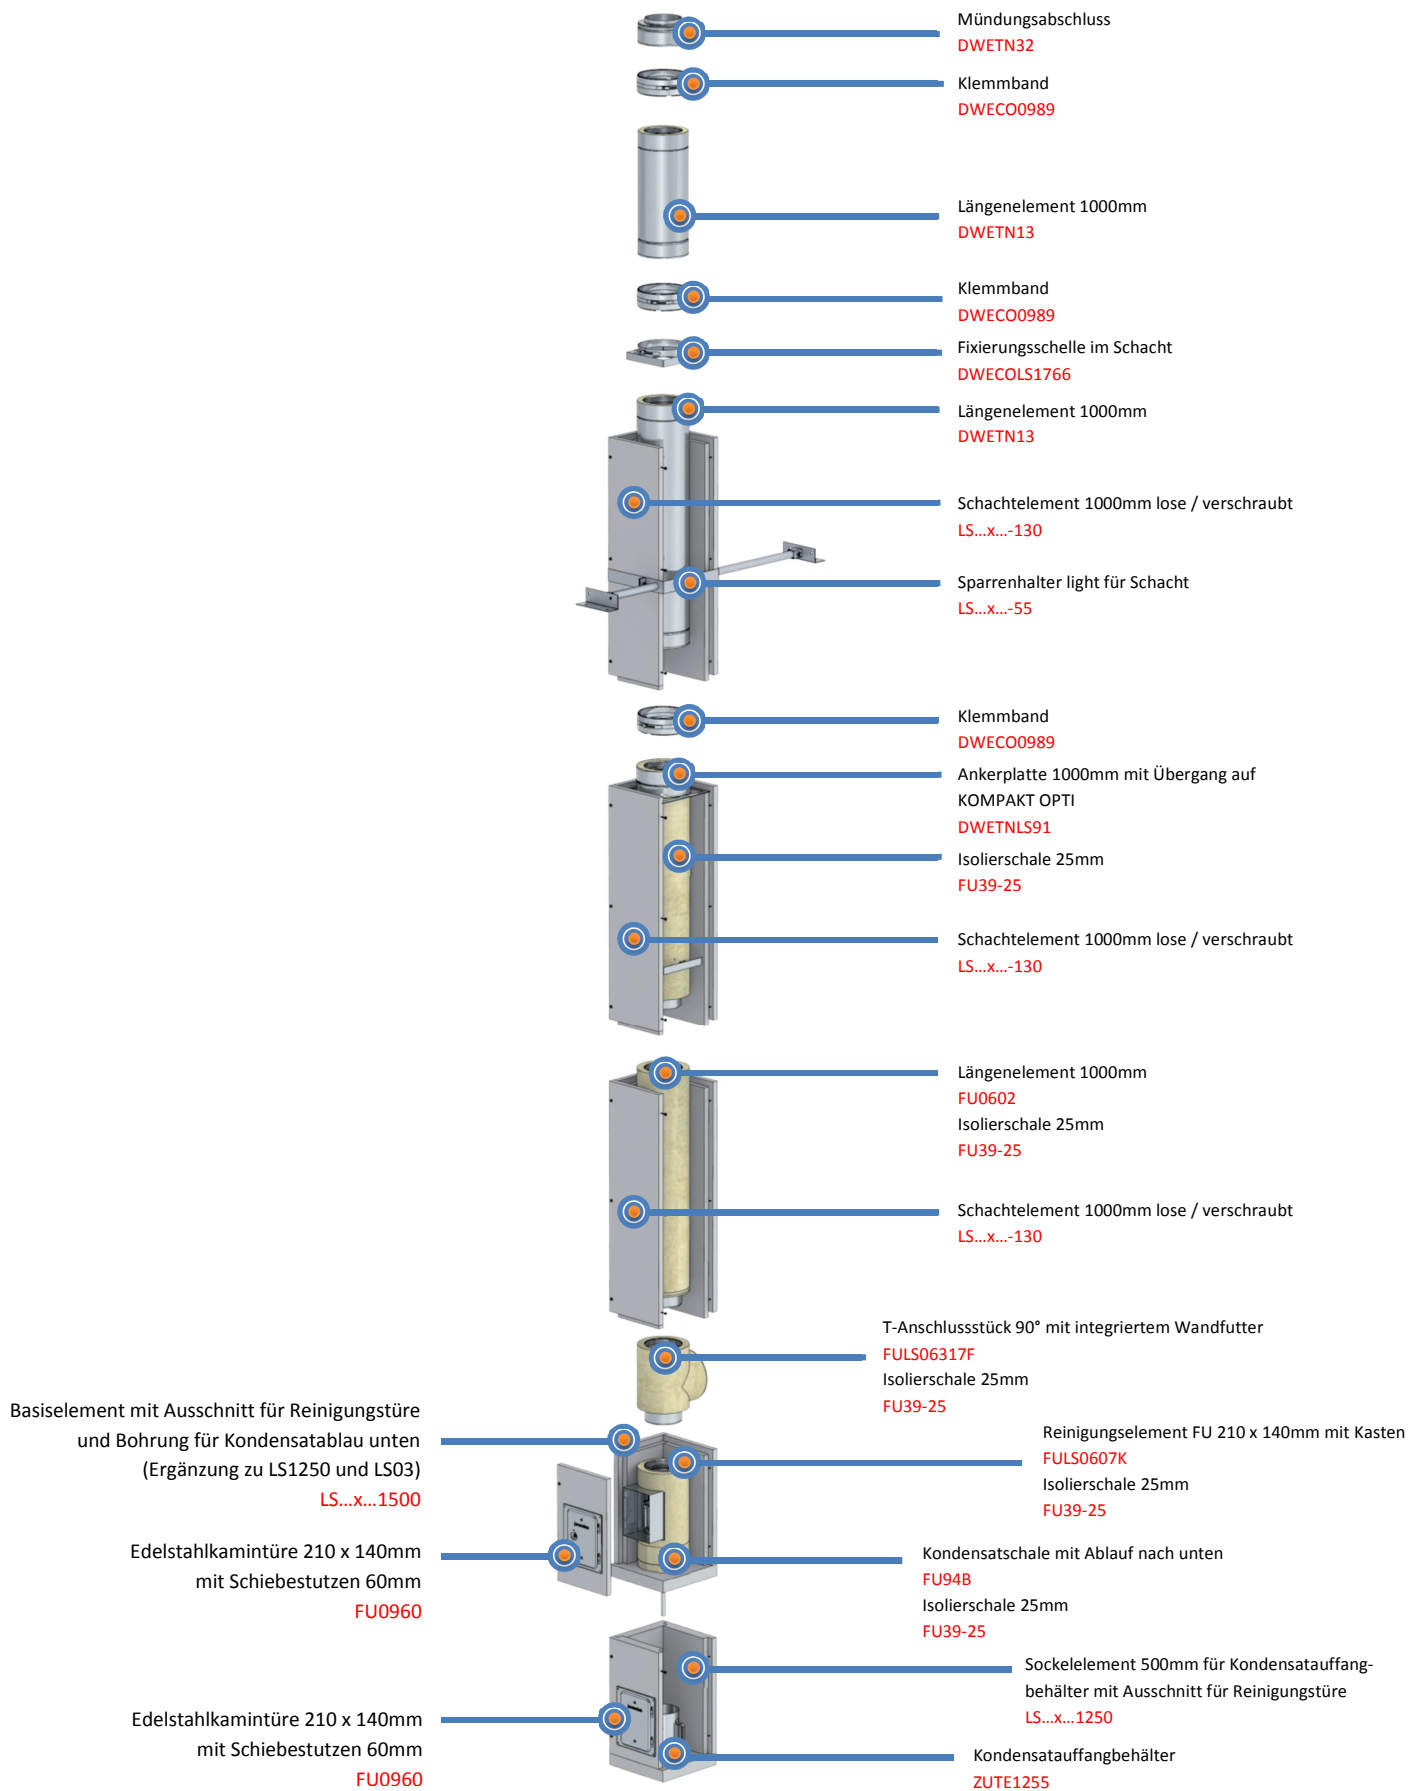 Mündungsabschluss
DWETN32
Klemmband
DWECO0989
Längenelement 1000mm
DWETN13
Klemmband
DWECO0989
Fixierungsschelle im Schacht
DWECOLS1766
Längenelement 1000mm
DWETN13
Schachtelement 1000mm lose / verschraubt
LS...x...-130
Sparrenhalter light für Schacht
LS...x...-55
Klemmband
DWECO0989
Ankerplatte 1000mm mit Übergang auf
KOMPAKT OPTI
DWETNLS91
Isolierschale 25mm
FU39-25
Schachtelement 1000mm lose / verschraubt
LS...x...-130
Längenelement 1000mm
FU0602
Isolierschale 25mm
FU39-25
Schachtelement 1000mm lose / verschraubt
LS...x...-130
T-Anschlussstück 90° mit integriertem Wandfutter
FULS06317F
Isolierschale 25mm
FU39-25
Basiselement mit Ausschnitt für Reinigungstüre
und Bohrung für Kondensatablau unten
(Ergänzung zu LS1250 und LS03)
LS...x...1500
Reinigungselement FU 210 x 140mm mit Kasten
FULS0607K
Isolierschale 25mm
FU39-25
Edelstahlkamintüre 210 x 140mm
mit Schiebestutzen 60mm
FU0960
Kondensatschale mit Ablauf nach unten
FU94B
Isolierschale 25mm
FU39-25
Sockelelement 500mm für Kondensatauffang-
behälter mit Ausschnitt für Reinigungstüre
LS...x...1250
Edelstahlkamintüre 210 x 140mm
mit Schiebestutzen 60mm
FU0960
Kondensatauffangbehälter
ZUTE1255